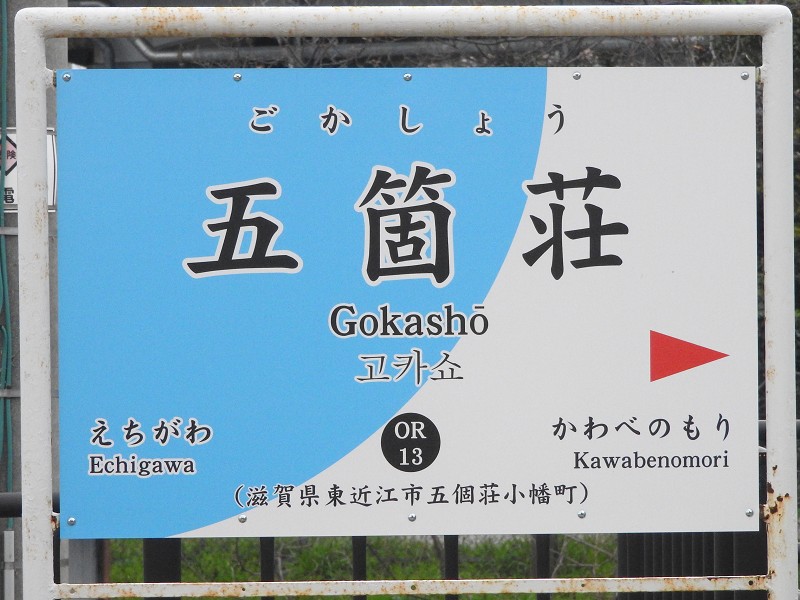 ごかしょう
五箇荘
Gokashō
고카쇼
えちがわ
Echigawa
OR
13
かわべのもり
Kawabenomori
（滋賀県東近江市五個荘小幡町）
電